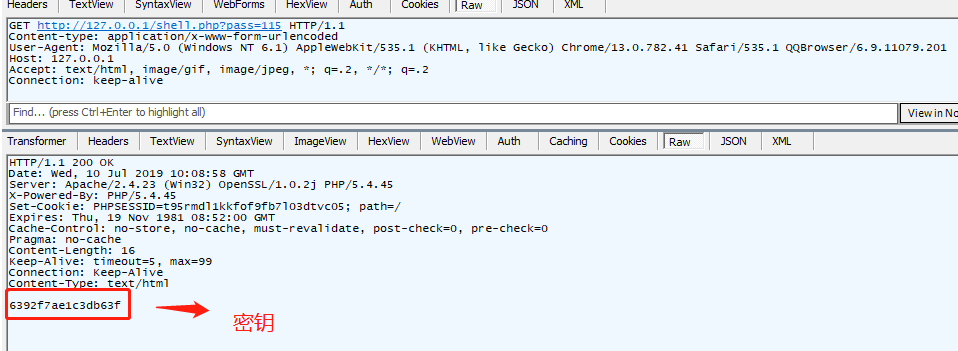 Headers TextView SyntaxView WebForms HexView Auth Cookies Raw JSON XML
GET http://127.0.0.1/shell.php?pass=115 HTTP/1.1
Content-type: application/x-www-form-urlencoded
User-Agent: Mozilla/5.0 (Windows NT 6.1) AppleWebKit/535.1 (KHTML, like Gecko) Chrome/13.0.782.41 Safari/535.1 QQBrowser/6.9.11079.201
Host: 127.0.0.1
Accept: text/html, image/gif, image/jpeg, *; q=.2, */*; q=.2
Connection: keep-alive
Find... (press Ctrl+Enter to highlight all) View in No
Transformer Headers TextView SyntaxView ImageView HexView WebView Auth Caching Cookies Raw JSON XML
HTTP/1.1 200 OK
Date: Wed, 10 Jul 2019 10:08:58 GMT
Server: Apache/2.4.23 (Win32) OpenSSL/1.0.2j PHP/5.4.45
X-Powered-By: PHP/5.4.45
Set-Cookie: PHPSESSID=t95rmdl1kkfof9fb7l03dtvc05; path=/
Expires: Thu, 19 Nov 1981 08:52:00 GMT
Cache-Control: no-store, no-cache, must-revalidate, post-check=0, pre-check=0
Pragma: no-cache
Content-Length: 16
Keep-Alive: timeout=5, max=99
Connection: Keep-Alive
Content-Type: text/html
6392f7ae1c3db63f
密钥